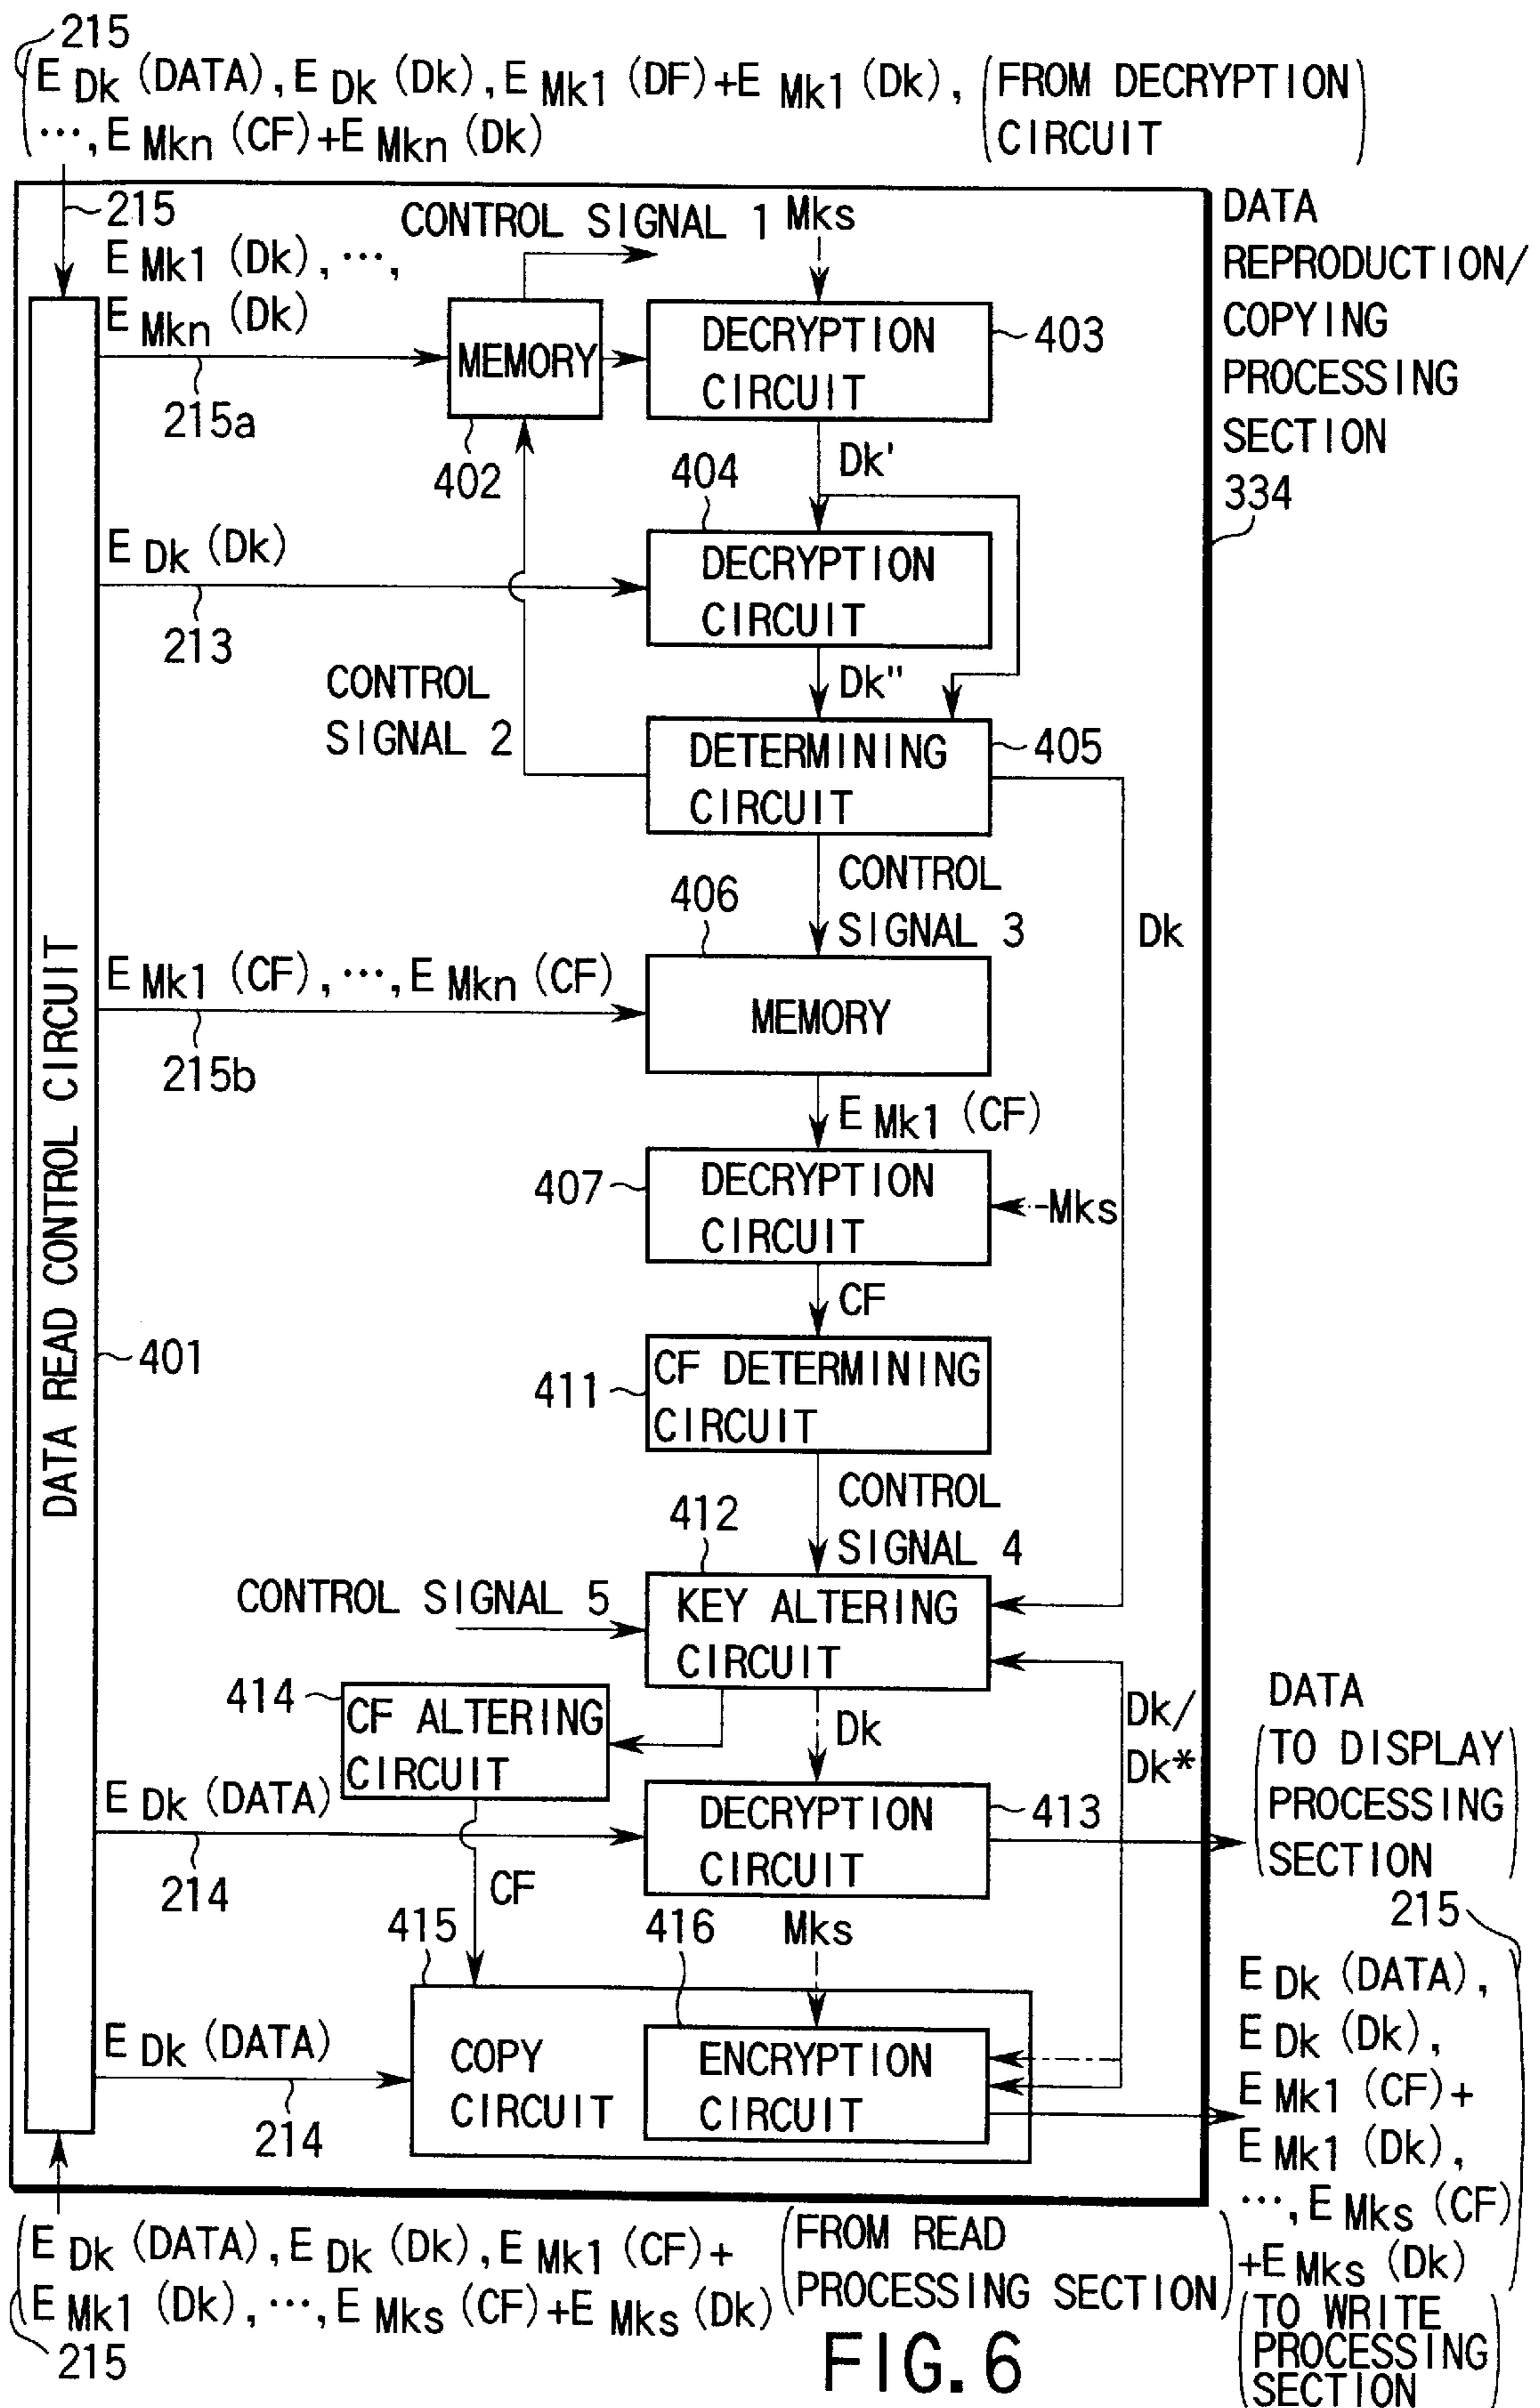 215
E Dk (DATA), E Dk (Dk), E Mk1 (DF)+E Mk1 (Dk),
···, E Mkn (CF)+E Mkn (Dk)
(FROM DECRYPTION
CIRCUIT)
215
CONTROL SIGNAL 1
Mks
DATA
REPRODUCTION/
COPYING
PROCESSING
SECTION
334
E Mk1 (Dk), ···,
E Mkn (Dk)
215a
MEMORY
402
DECRYPTION
CIRCUIT
403
Dk'
404
E Dk (Dk)
213
DECRYPTION
CIRCUIT
Dk"
CONTROL
SIGNAL 2
DETERMINING
CIRCUIT
405
CONTROL
SIGNAL 3
Dk
406
E Mk1 (CF), ···, E Mkn (CF)
215b
MEMORY
E Mk1 (CF)
407
DECRYPTION
CIRCUIT
Mks
CF
DATA READ CONTROL CIRCUIT
401
411
CF DETERMINING
CIRCUIT
CONTROL
SIGNAL 4
412
CONTROL SIGNAL 5
KEY ALTERING
CIRCUIT
414
CF ALTERING
CIRCUIT
Dk
Dk/
Dk*
DATA
(TO DISPLAY
PROCESSING
SECTION)
E Dk (DATA)
214
DECRYPTION
CIRCUIT
413
CF
415
416
Mks
E Dk (DATA)
214
COPY
CIRCUIT
ENCRYPTION
CIRCUIT
215
E Dk (DATA),
E Dk (Dk),
E Mk1 (CF)+
E Mk1 (Dk),
···, E Mks (CF)
+E Mks (Dk)
(TO WRITE
PROCESSING
SECTION)
E Dk (DATA), E Dk (Dk), E Mk1 (CF)+
E Mk1 (Dk), ···, E Mks (CF)+E Mks (Dk)
(FROM READ
PROCESSING SECTION)
215
FIG. 6